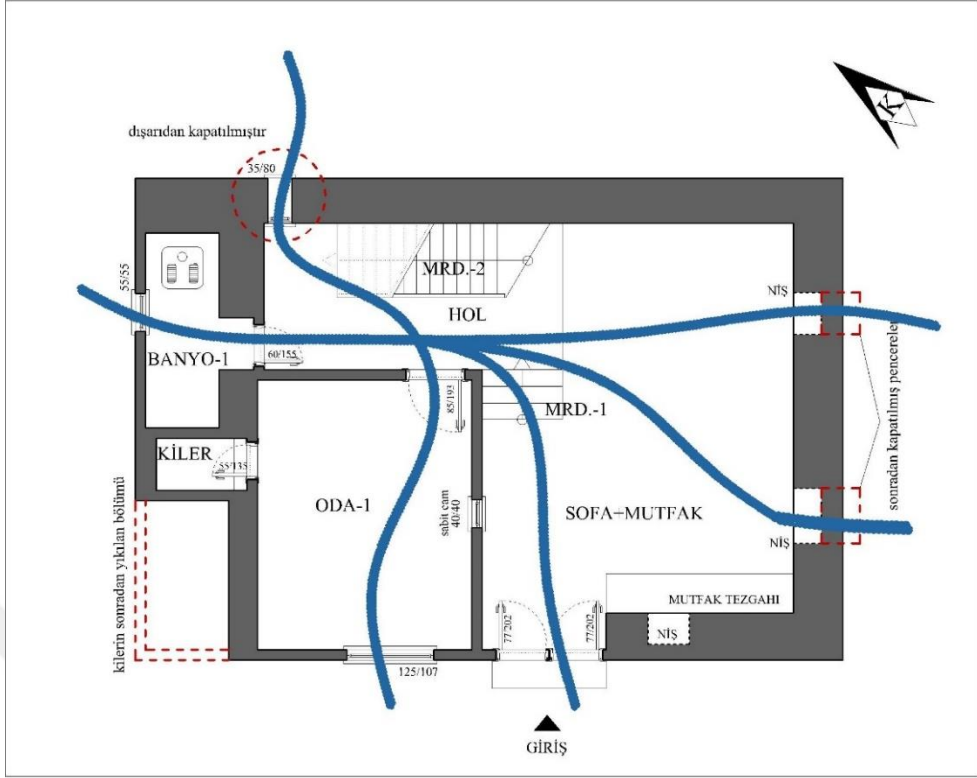 K
dışarıdan kapatılmıştır
35/80
MRD.-2
HOL
NİŞ
55/55
BANYO-1
60/155
85/193
MRD.-1
sonradan kapatılmış pencereler
KİLER
55/135
ODA-1
sabit cam
40/40
SOFA+MUTFAK
kilerin sonradan yıkılan bölümü
NİŞ
MUTFAK TEZGAHI
NİŞ
77/202
77/202
125/107
GİRİŞ